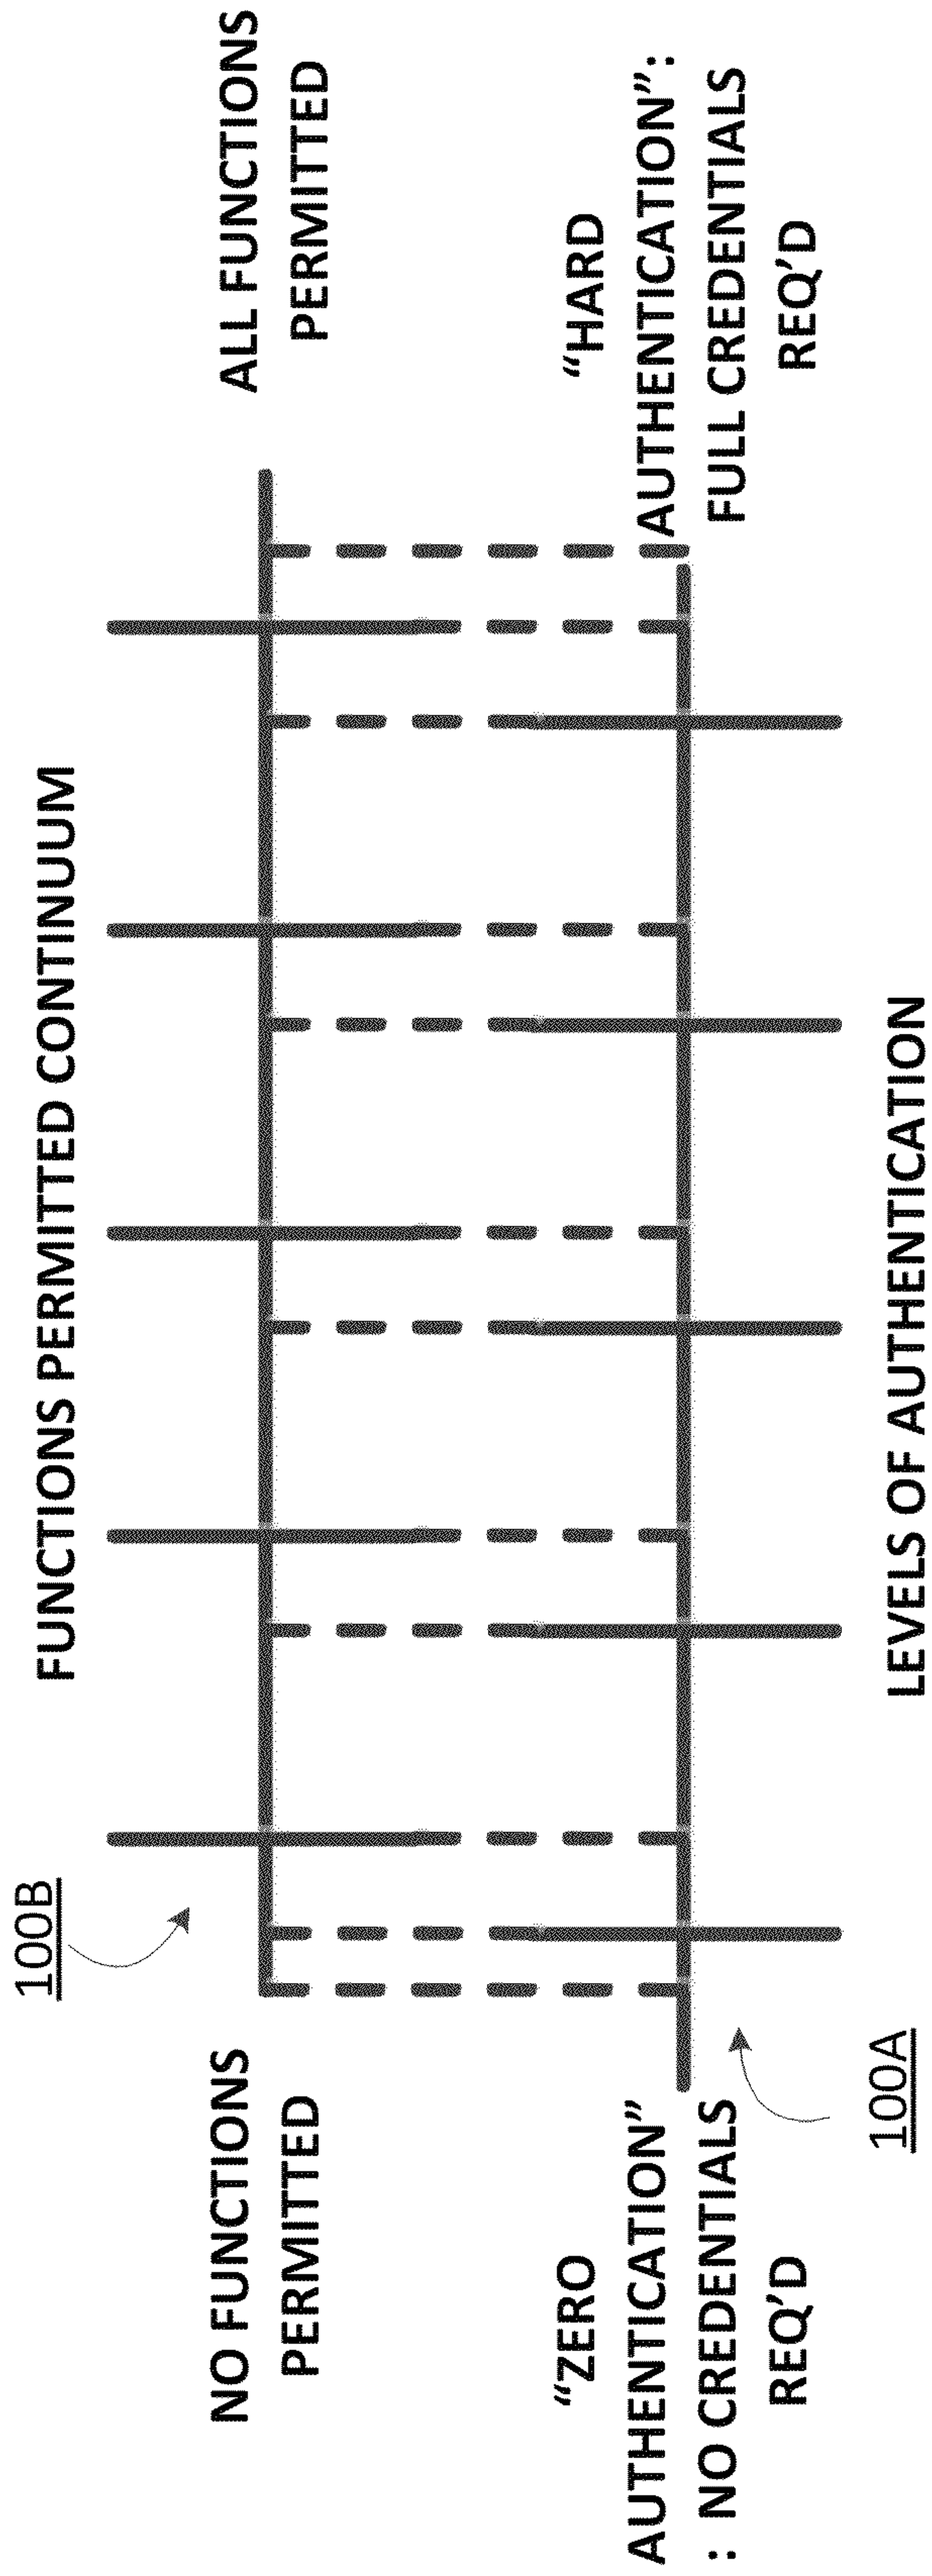 FUNCTIONS PERMITTED CONTINUUM
100B
NO FUNCTIONS
PERMITTED
ALL FUNCTIONS
PERMITTED
“ZERO
AUTHENTICATION”
: NO CREDENTIALS
REQ’D
“HARD
AUTHENTICATION”:
FULL CREDENTIALS
REQ’D
100A
LEVELS OF AUTHENTICATION